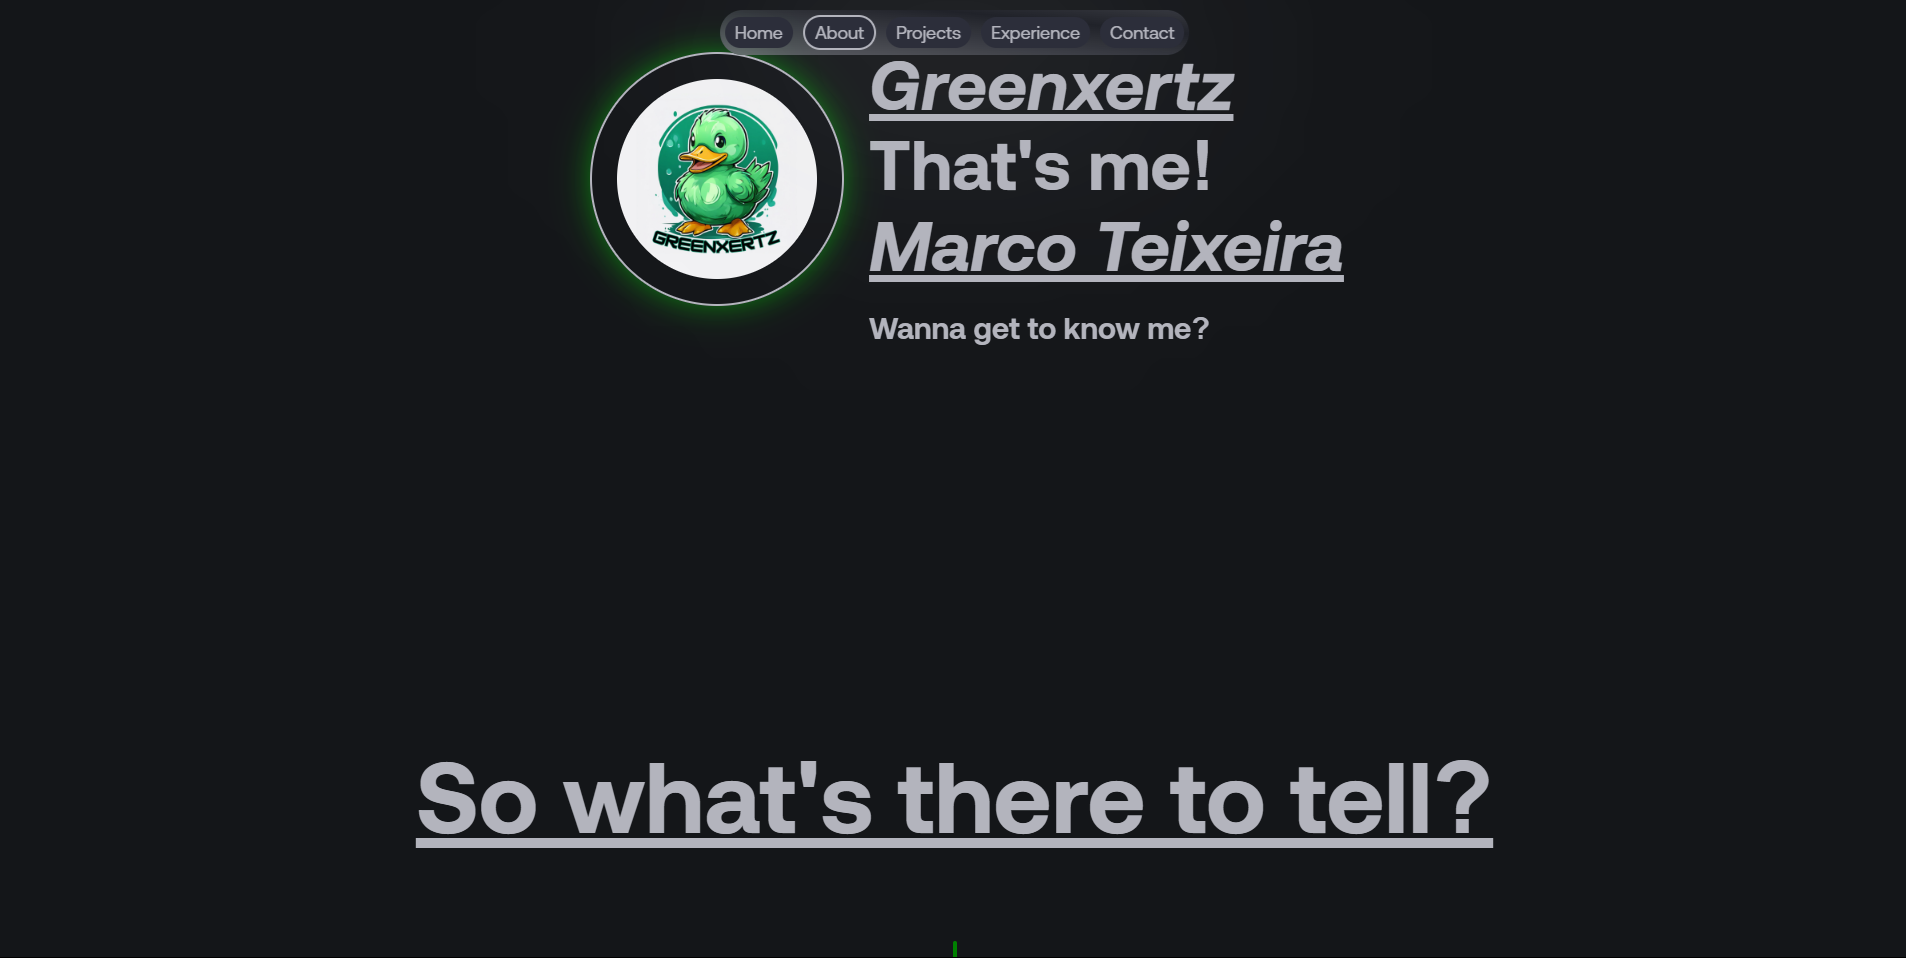 Home About Projects Experience Contact
Greenxertz
That's me!
Marco Teixeira
Wanna get to know me?
GREENXERTZ
So what's there to tell?